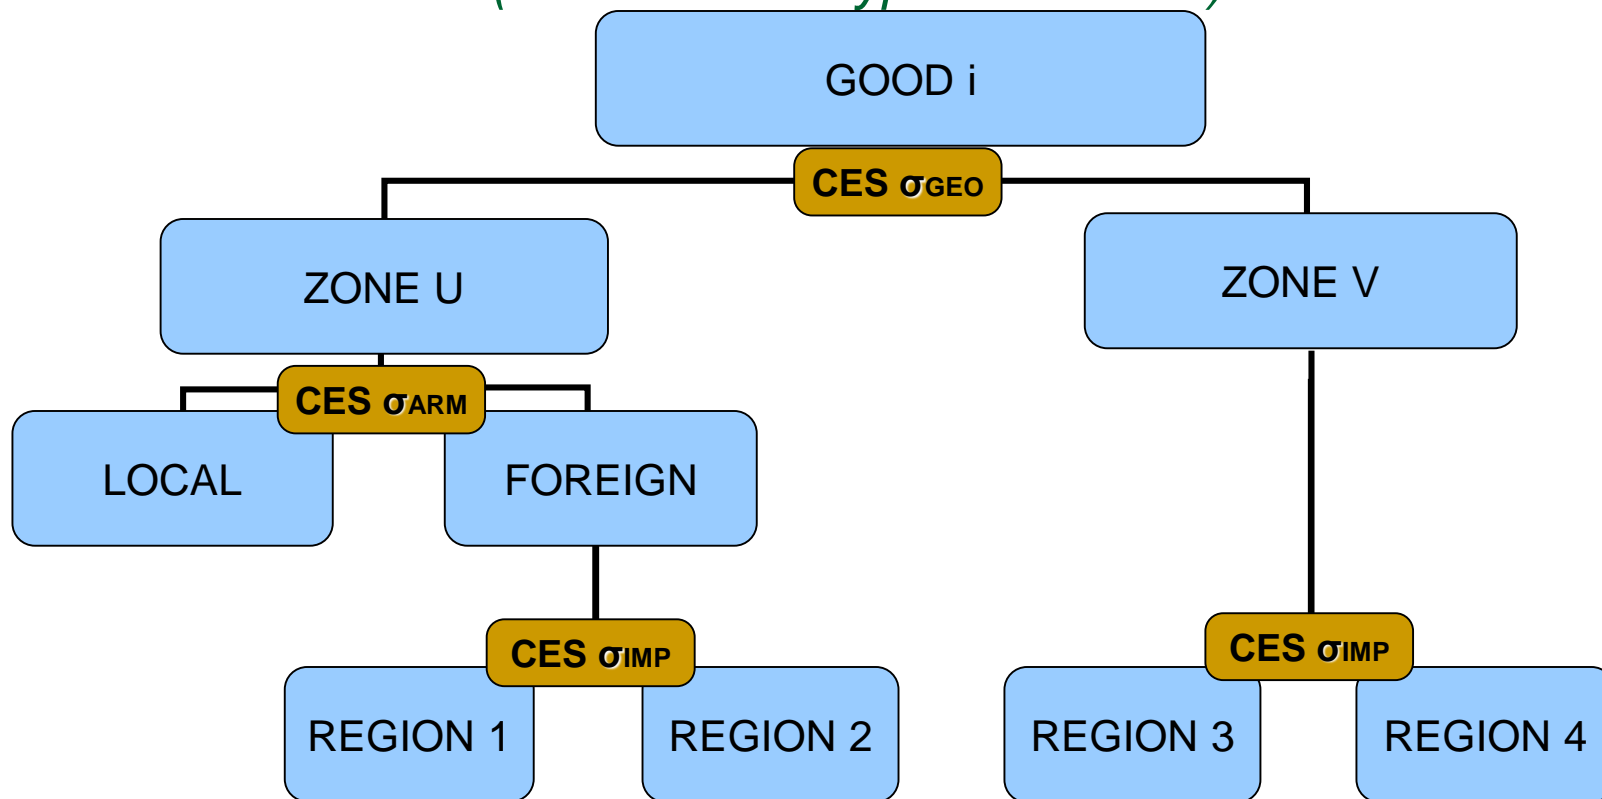 GOOD i
CES σGEO
ZONE U
ZONE V
CES σARM
LOCAL
FOREIGN
CES σIMP
CES σIMP
REGION 1
REGION 2
REGION 3
REGION 4